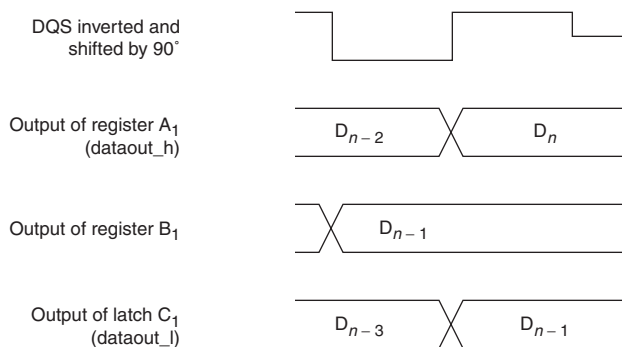 DQS inverted and
shifted by 90°
Output of register A1
(dataout_h)
Dn – 2
Dn
Output of register B1
Dn – 1
Output of latch C1
(dataout_l)
Dn – 3
Dn – 1